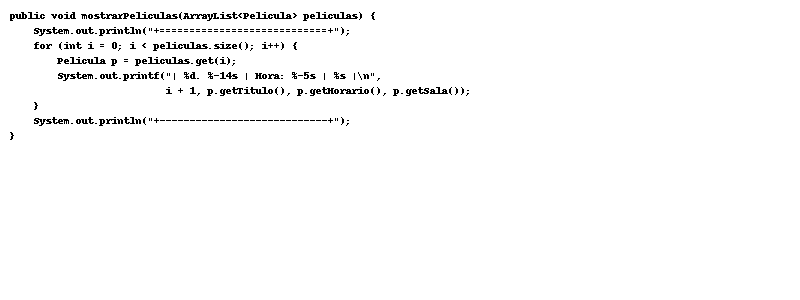 public void mostrarPeliculas(ArrayList<Pelicula> peliculas) {
    System.out.println("+============================+");
    for (int i = 0; i < peliculas.size(); i++) {
        Pelicula p = peliculas.get(i);
        System.out.printf("| %d. %-14s | Hora: %-5s | %s |\n",
                          i + 1, p.getTitulo(), p.getHorario(), p.getSala());
    }
    System.out.println("+----------------------------+");
}